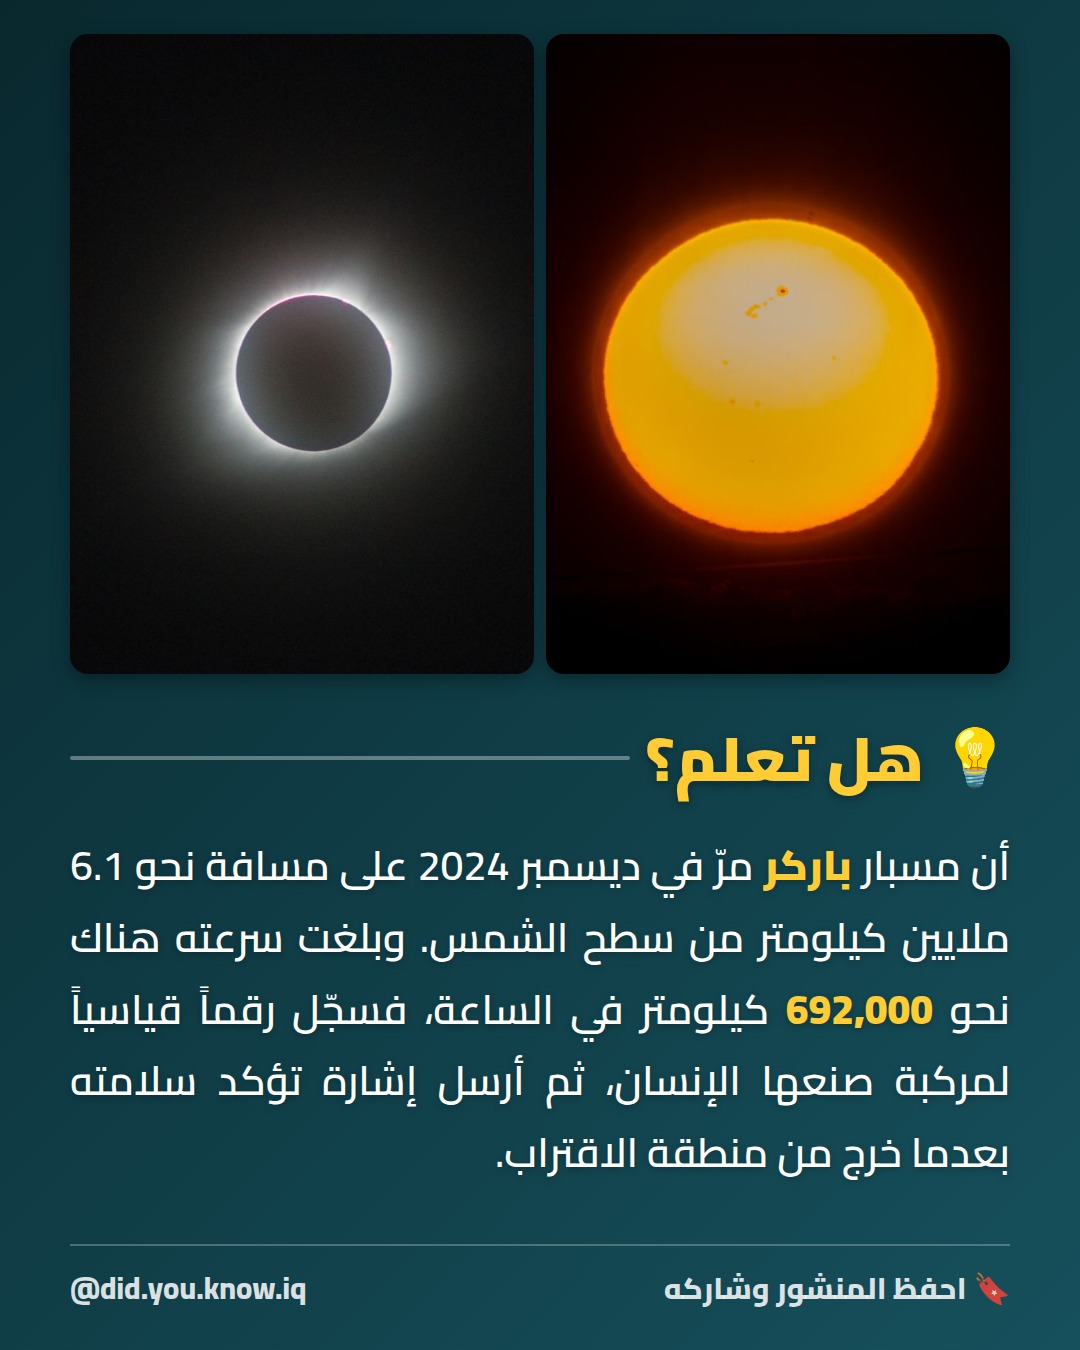 💡 هل تعلم؟
أن مسبار باركر مرّ في ديسمبر 2024 على مسافة نحو 6.1
ملايين كيلومتر من سطح الشمس. وبلغت سرعته هناك
نحو 692,000 كيلومتر في الساعة، فسجّل رقماً قياسياً
لمركبة صنعها الإنسان، ثم أرسل إشارة تؤكد سلامته
بعدما خرج من منطقة الاقتراب.
🔖 احفظ المنشور وشاركه
@did.you.know.iq